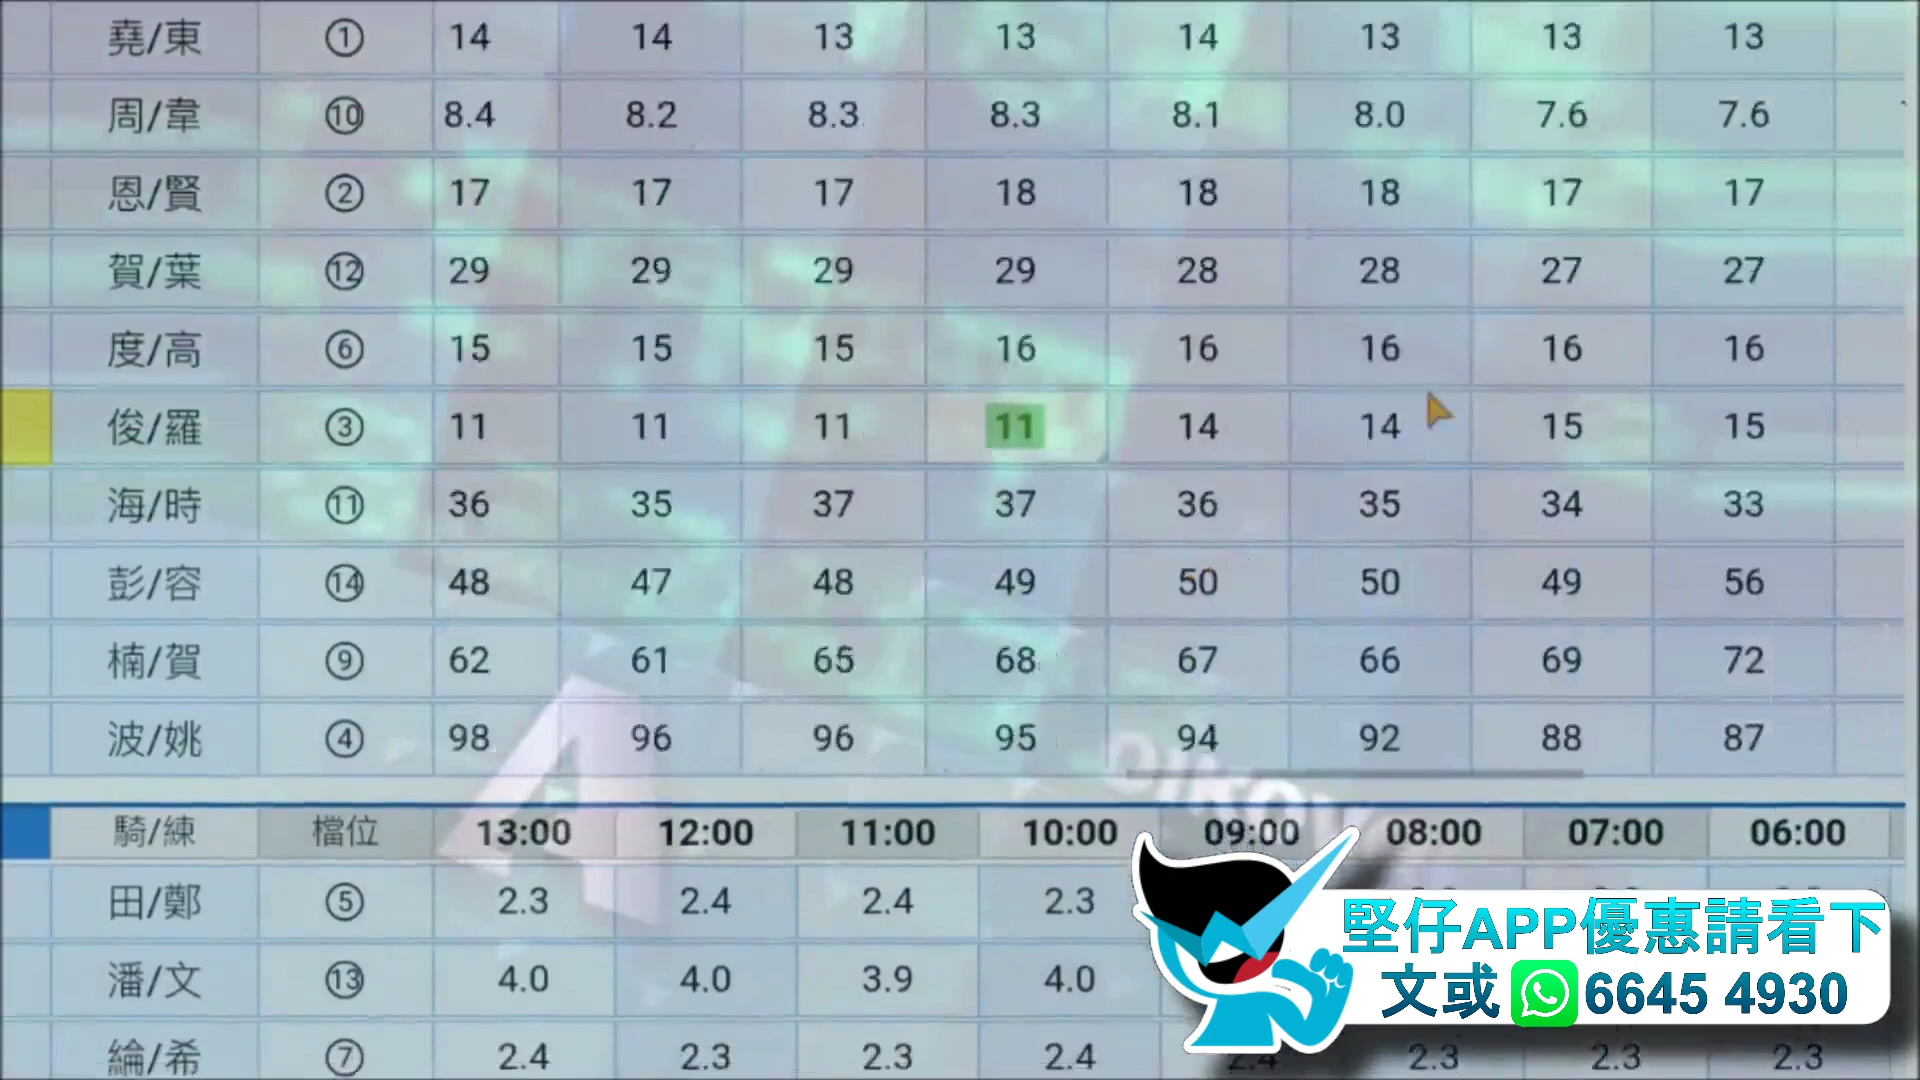 堯/東 ① 14 14 13 13 14 13 13 13
周/韋 ⑩ 8.4 8.2 8.3 8.3 8.1 8.0 7.6 7.6
恩/賢 ② 17 17 17 18 18 18 17 17
賀/葉 ⑫ 29 29 29 29 28 28 27 27
度/高 ⑥ 15 15 15 16 16 16 16 16
俊/羅 ③ 11 11 11 11 14 14 15 15
海/時 ⑪ 36 35 37 37 36 35 34 33
彭/容 ⑭ 48 47 48 49 50 50 49 56
楠/賀 ⑨ 62 61 65 68 67 66 69 72
波/姚 ④ 98 96 96 95 94 92 88 87
騎/練 檔位 13:00 12:00 11:00 10:00 09:00 08:00 07:00 06:00
田/鄭 ⑤ 2.3 2.4 2.4 2.3
潘/文 ⑬ 4.0 4.0 3.9 4.0
綸/希 ⑦ 2.4 2.3 2.3 2.4 2.4 2.3 2.3 2.3
堅仔APP優惠請看下
文或 6645 4930